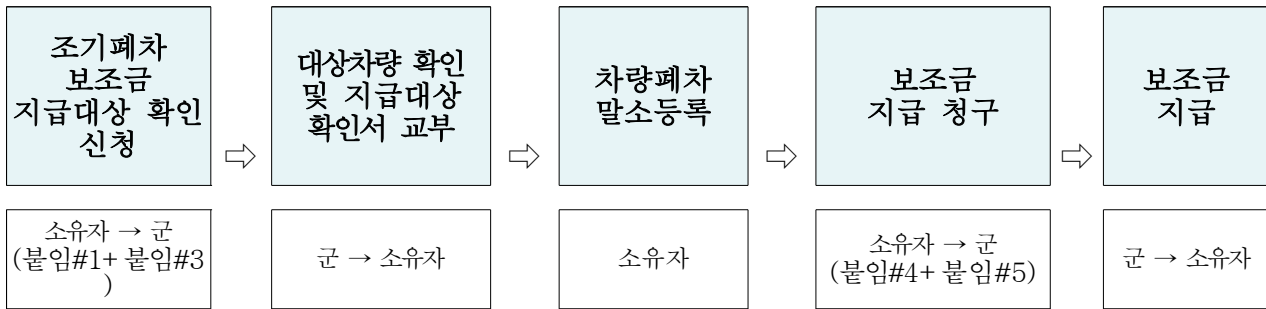 조기폐차
보조금
지급대상 확인
신청
⇨
대상차량 확인
및 지급대상
확인서 교부
⇨
차량폐차
말소등록
⇨
보조금
지급 청구
⇨
보조금
지급
소유자 → 군
(붙임#1+ 붙임#3
)
군 → 소유자
소유자
소유자 → 군
(붙임#4+ 붙임#5)
군 → 소유자